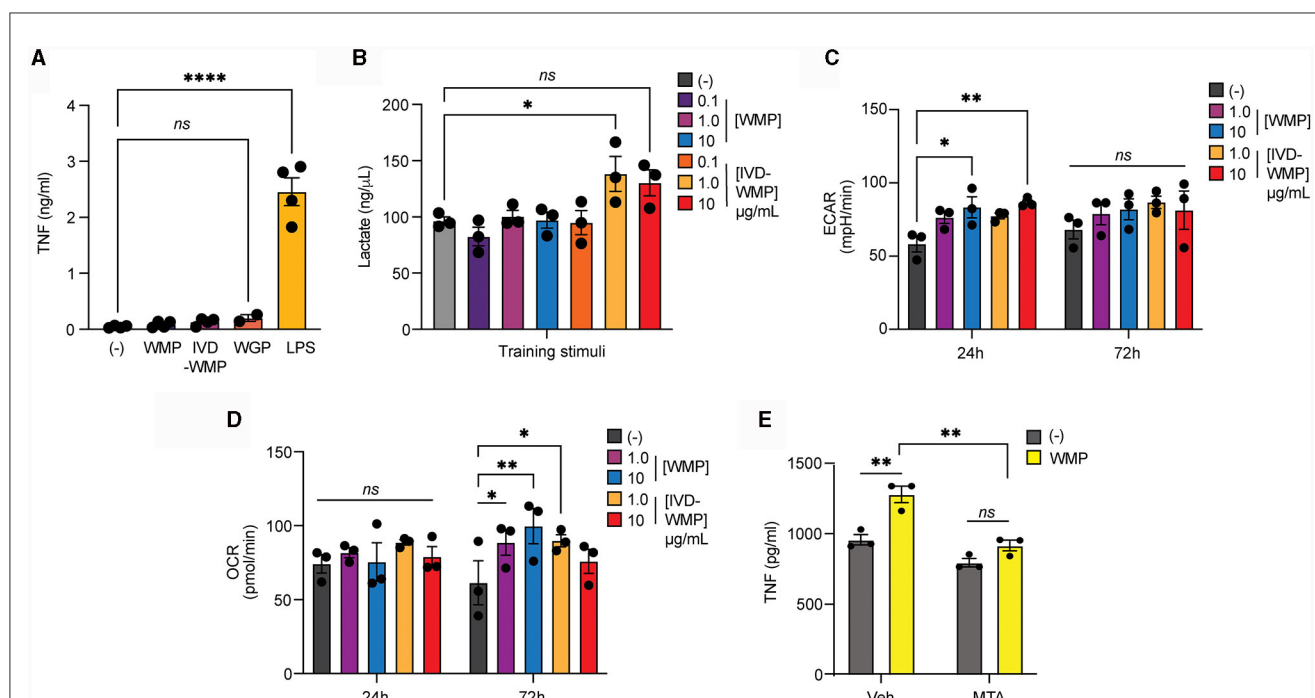 A
****
ns
4
3
2
1
0
TNF (ng/ml)
(-)
WMP
IVD
-WMP
WGP
LPS
B
ns
*
200
150
100
50
0
Lactate (ng/µL)
Training stimuli
(-)
0.1
1.0
10
[WMP]
0.1
1.0
10
[IVD-
WMP]
µg/mL
C
**
*
ns
150
100
50
0
ECAR
(mpH/min)
24h
72h
(-)
1.0
10
[WMP]
1.0
10
[IVD-
WMP]
µg/mL
D
ns
*
**
*
150
100
50
0
OCR
(pmol/min)
24h
72h
(-)
1.0
10
[WMP]
1.0
10
[IVD-
WMP]
µg/mL
E
**
**
ns
1500
1000
500
0
TNF (pg/ml)
Veh
MTA
(-)
WMP